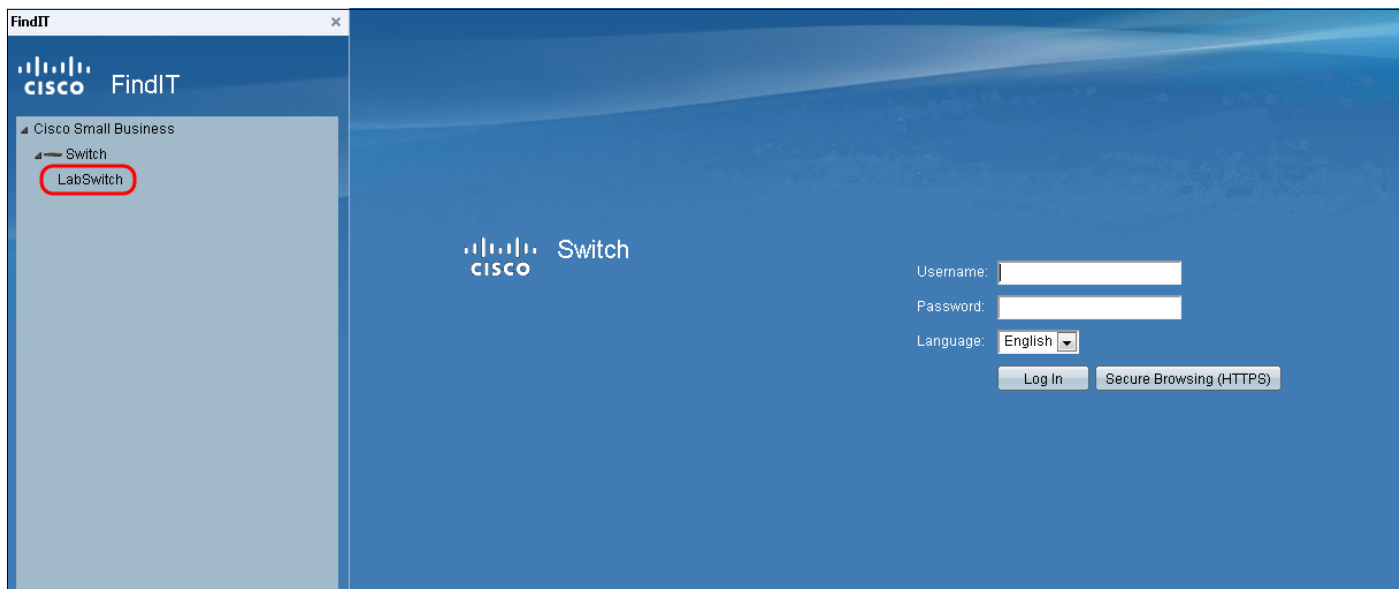 FindIT
CISCO FindIT
Cisco Small Business
Switch
LabSwitch
CISCO Switch
Username:
Password:
Language: English
Log In Secure Browsing (HTTPS)